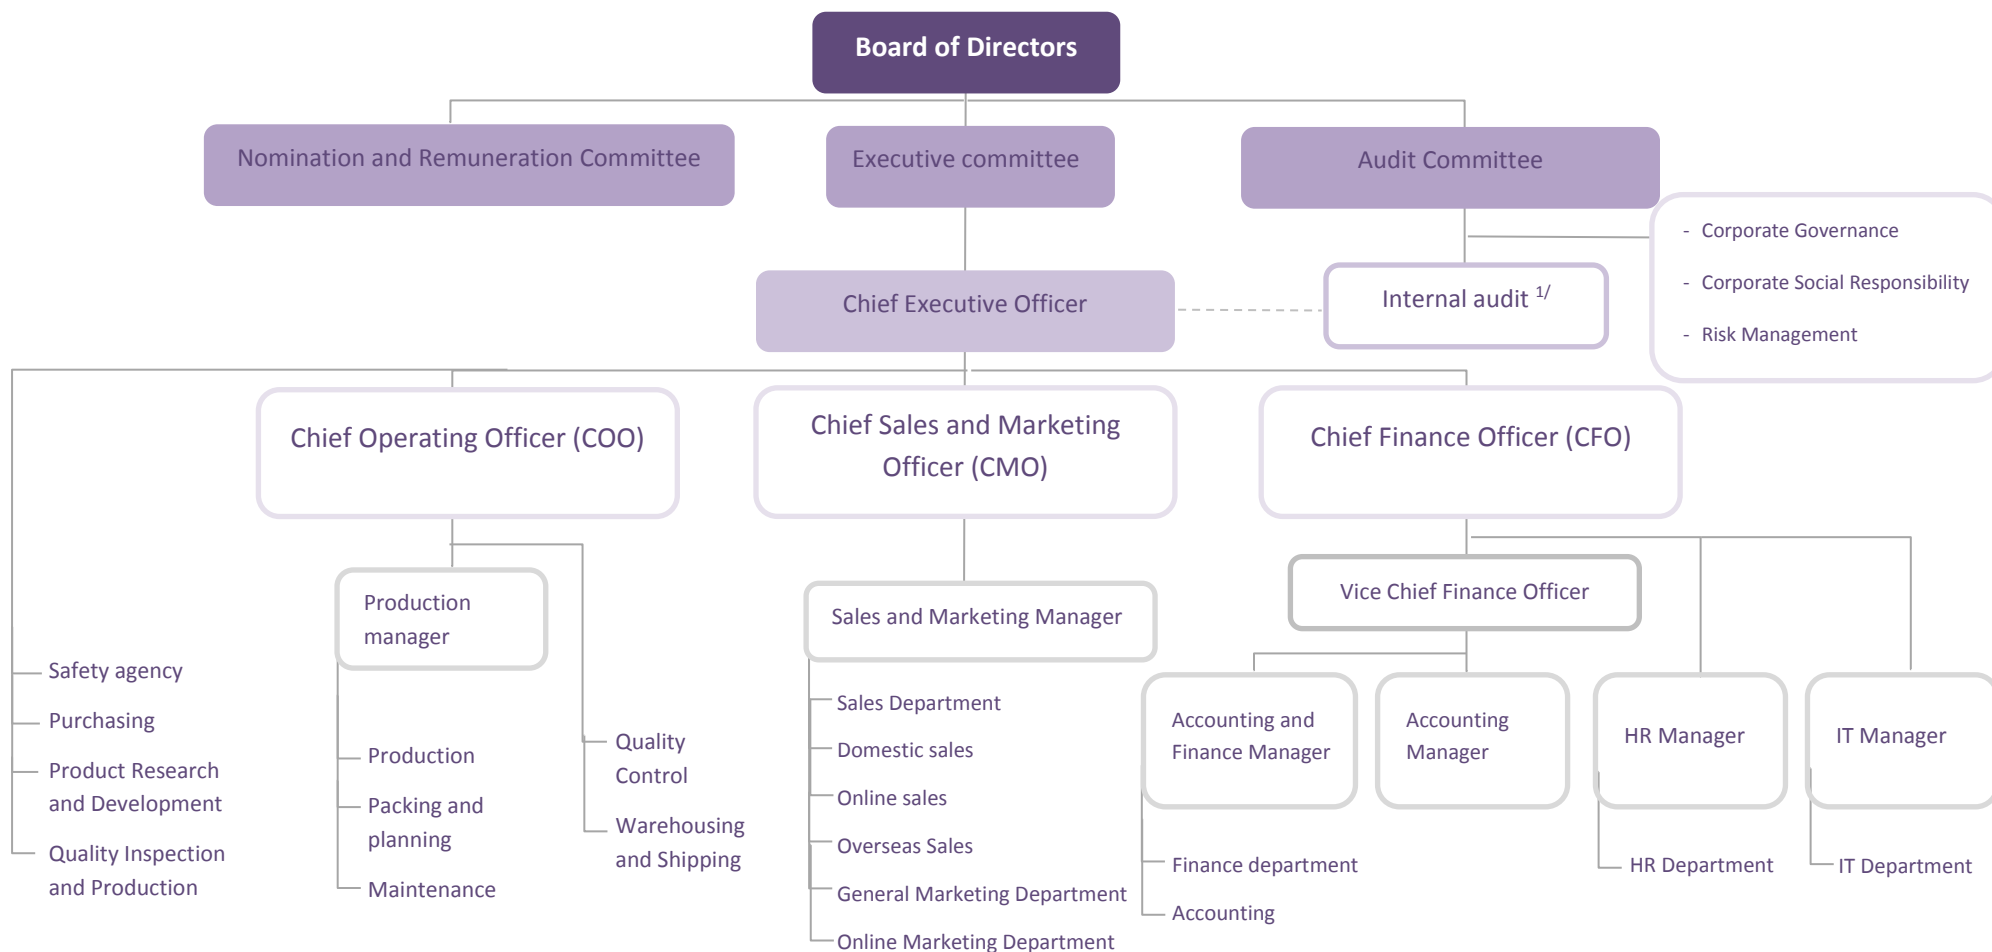 Board of Directors
Nomination and Remuneration Committee
Executive committee
Audit Committee
- Corporate Governance
- Corporate Social Responsibility
- Risk Management
Chief Executive Officer
Internal audit 1/
Chief Operating Officer (COO)
Chief Sales and Marketing
Officer (CMO)
Chief Finance Officer (CFO)
Production
manager
Sales and Marketing Manager
Vice Chief Finance Officer
Safety agency
Purchasing
Product Research
and Development
Quality Inspection
and Production
Production
Packing and
planning
Maintenance
Quality
Control
Warehousing
and Shipping
Sales Department
Domestic sales
Online sales
Overseas Sales
General Marketing Department
Online Marketing Department
Accounting and
Finance Manager
Accounting
Manager
HR Manager
IT Manager
Finance department
Accounting
HR Department
IT Department